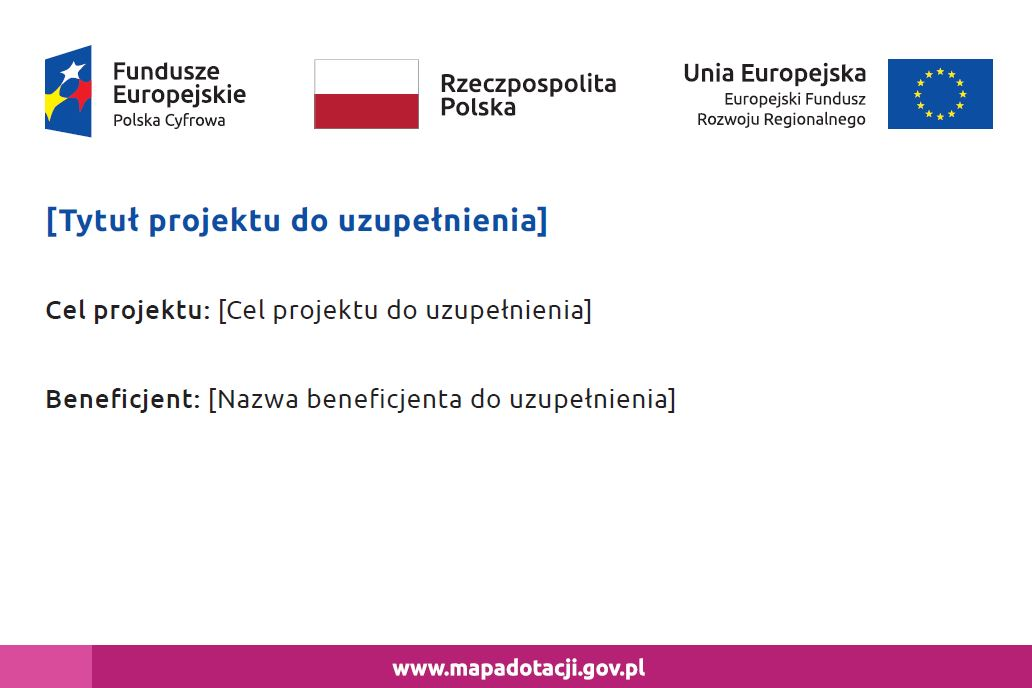 Fundusze
Europejskie
Polska Cyfrowa
Rzeczpospolita
Polska
Unia Europejska
Europejski Fundusz
Rozwoju Regionalnego
[Tytuł projektu do uzupełnienia]
Cel projektu: [Cel projektu do uzupełnienia]
Beneficjent: [Nazwa beneficjenta do uzupełnienia]
www.mapadotacji.gov.pl